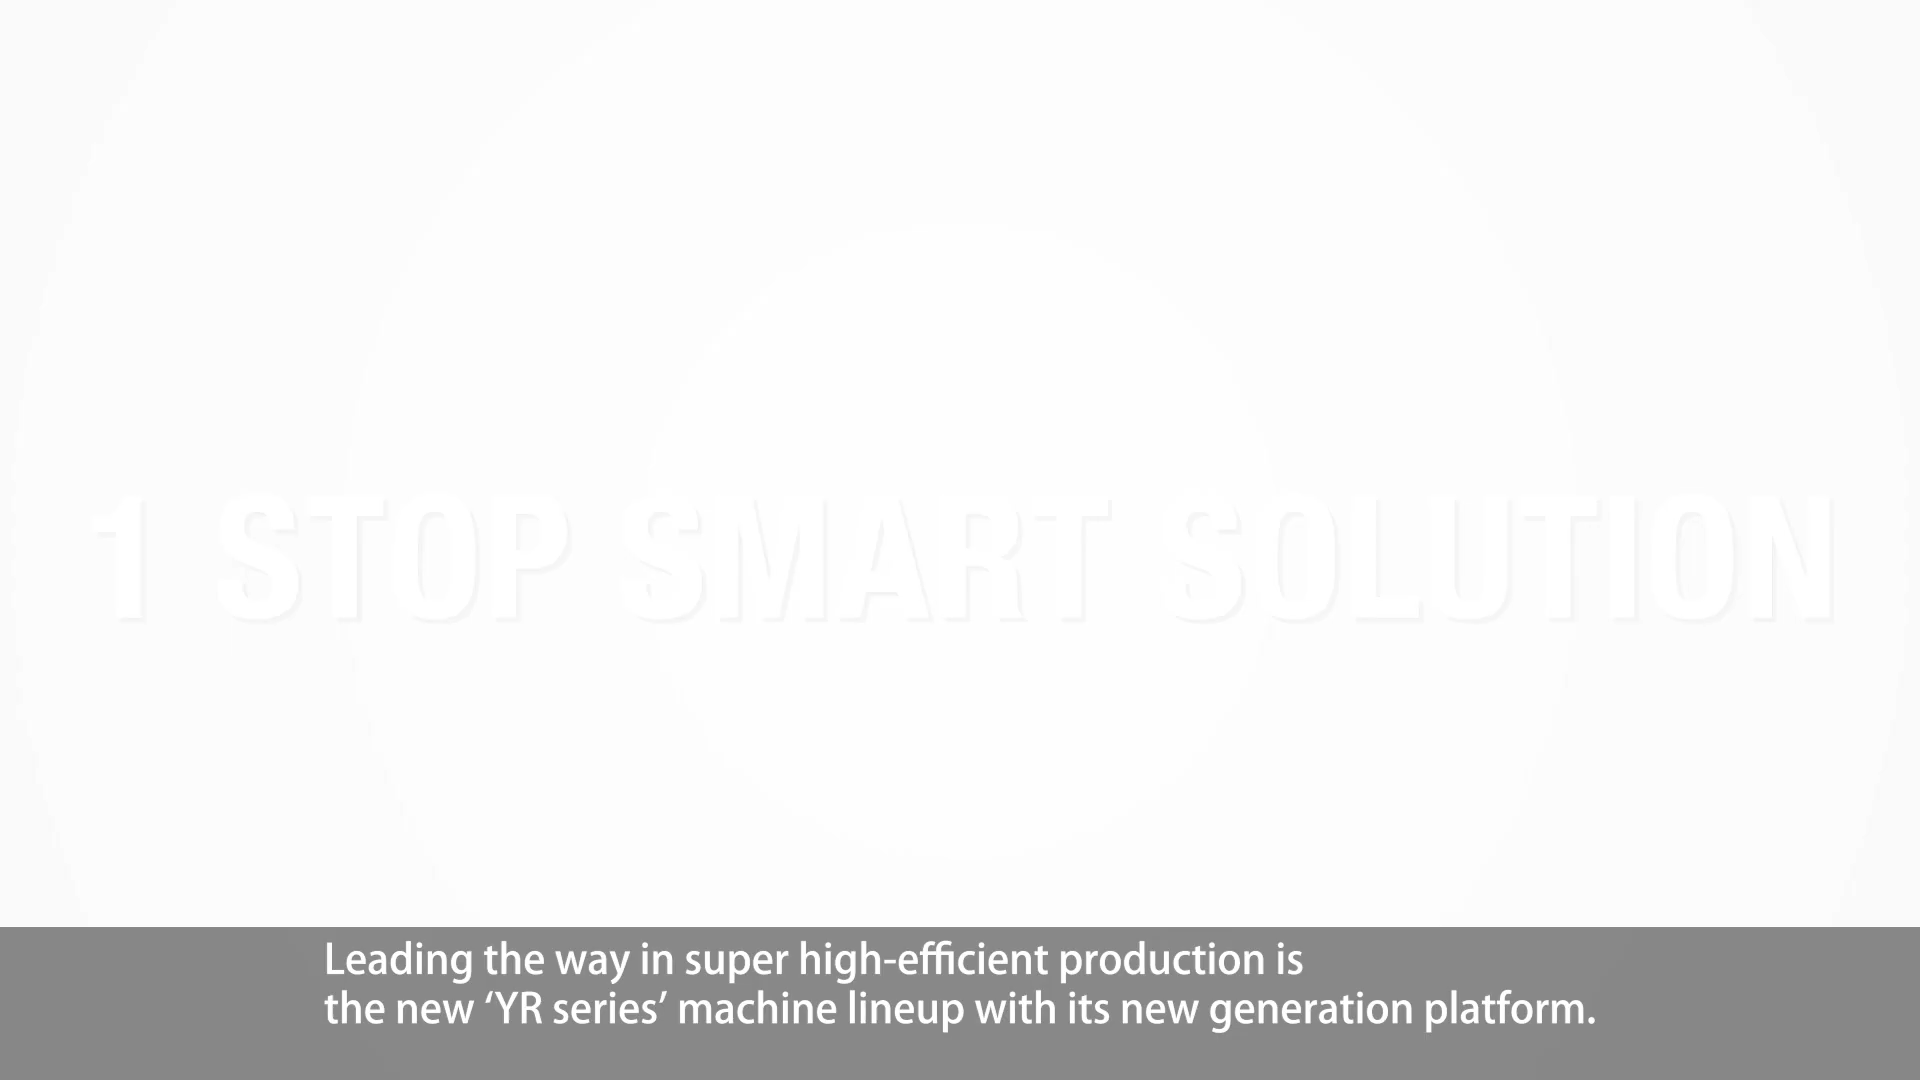 1 STOP SMART SOLUTION
Leading the way in super high-efficient production is
the new ‘YR series’ machine lineup with its new generation platform.